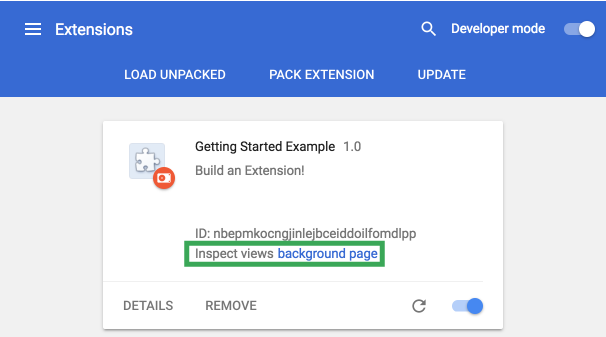 Extensions
Developer mode
LOAD UNPACKED
PACK EXTENSION
UPDATE
Getting Started Example 1.0
Build an Extension!
ID: nbepmkocngjinlejbceiddoilfomdlpp
Inspect views background page
DETAILS
REMOVE